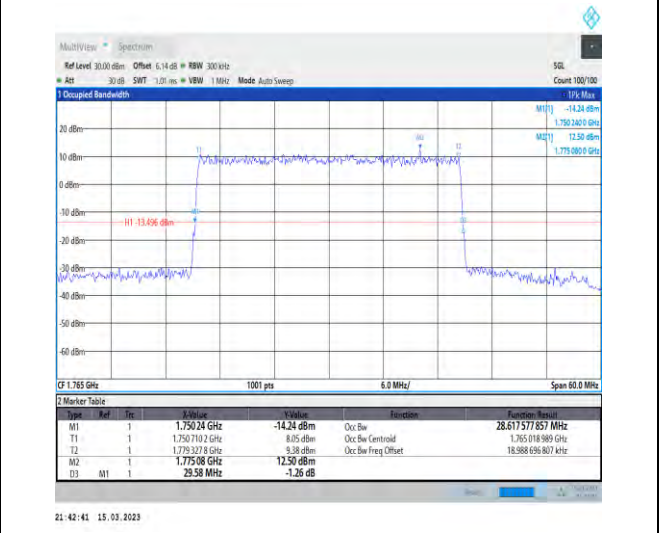 MultiView Spectrum
Ref Level 30.00 dBm Offset 6.14 dB RBW 300 kHz SGL
Att 30 dB SWT 1.01 ms VBW 1 MHz Mode Auto Sweep Count 100/100
1 Occupied Bandwidth 1Pk Max
M1[1] -14.24 dBm
1.750 240 0 GHz
M2[1] 12.50 dBm
1.775 080 0 GHz
20 dBm
M2
T1 T2
10 dBm
0 dBm
-10 dBm
H1 -13.496 dBm
-20 dBm
-30 dBm
-40 dBm
-50 dBm
-60 dBm
CF 1.765 GHz 1001 pts 6.0 MHz/ Span 60.0 MHz
2 Marker Table
Type Ref Trc X-Value Y-Value Function Function Result
M1 1 1.75024 GHz -14.24 dBm Occ Bw 28.617 577 857 MHz
T1 1 1.750 710 2 GHz 8.05 dBm Occ Bw Centroid 1.765 018 989 GHz
T2 1 1.779 327 8 GHz 9.38 dBm Occ Bw Freq Offset 18.988 696 807 kHz
M2 1 1.775 08 GHz 12.50 dBm
D3 M1 1 29.58 MHz -1.26 dB
21:42:41 15.03.2023